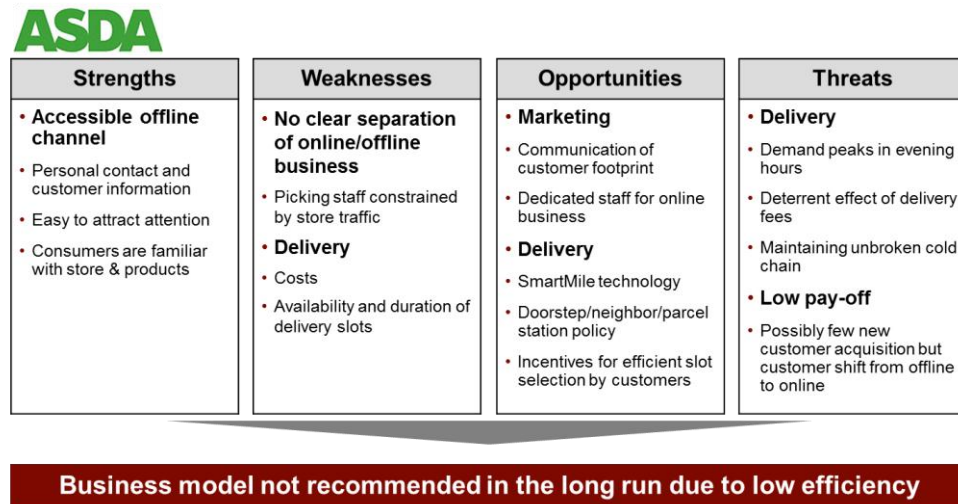 ASDA
Strengths
• Accessible offline
channel
• Personal contact and
customer information
• Easy to attract attention
• Consumers are familiar
with store & products
Weaknesses
• No clear separation
of online/offline
business
• Picking staff constrained
by store traffic
• Delivery
• Costs
• Availability and duration of
delivery slots
Opportunities
• Marketing
• Communication of
customer footprint
• Dedicated staff for online
business
• Delivery
• SmartMile technology
• Doorstep/neighbor/parcel
station policy
• Incentives for efficient slot
selection by customers
Threats
• Delivery
• Demand peaks in evening
hours
• Deterrent effect of delivery
fees
• Maintaining unbroken cold
chain
• Low pay-off
• Possibly few new
customer acquisition but
customer shift from offline
to online
Business model not recommended in the long run due to low efficiency